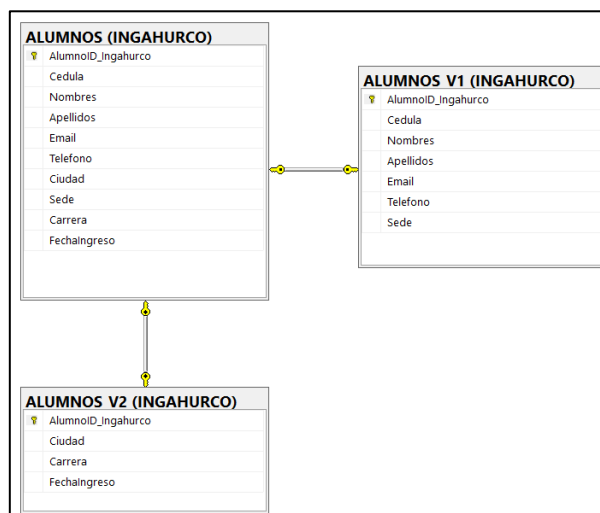 ALUMNOS (INGAHURCO)
AlumnoID_Ingahurco
Cedula
Nombres
Apellidos
Email
Telefono
Ciudad
Sede
Carrera
FechaIngreso
ALUMNOS V1 (INGAHURCO)
AlumnoID_Ingahurco
Cedula
Nombres
Apellidos
Email
Telefono
Sede
ALUMNOS V2 (INGAHURCO)
AlumnoID_Ingahurco
Ciudad
Carrera
FechaIngreso